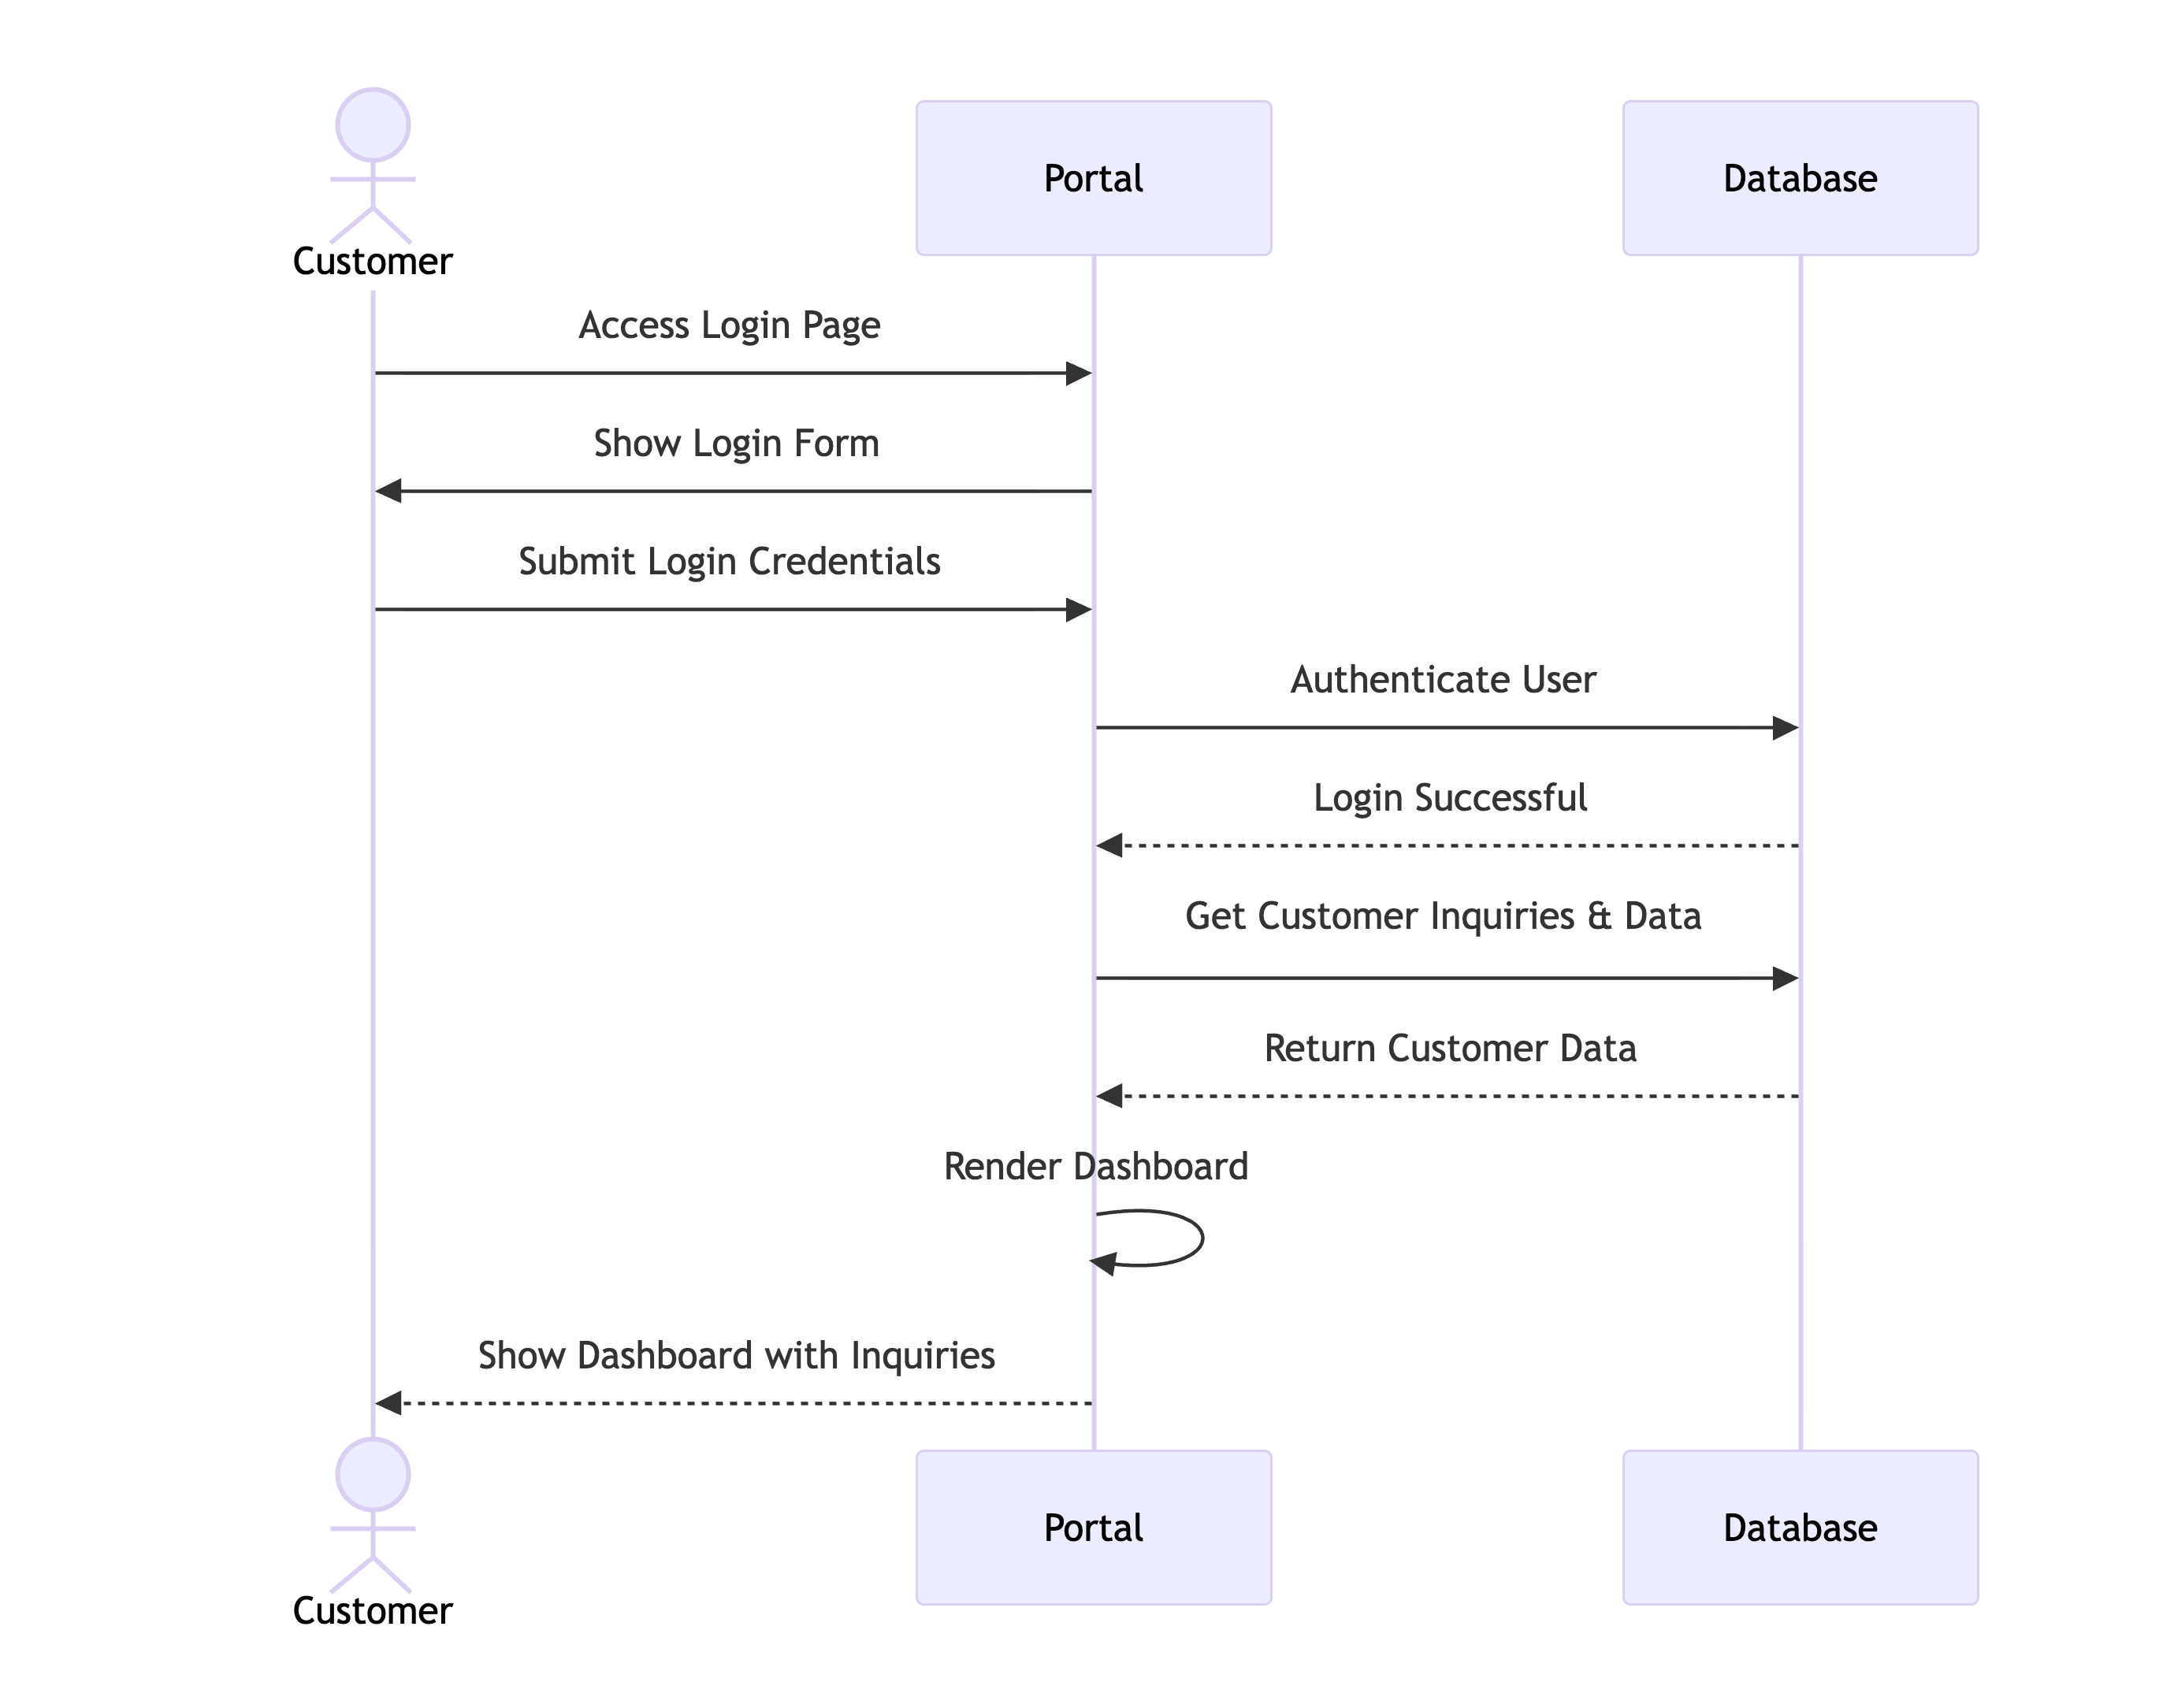 Portal
Database
Customer
Access Login Page
Show Login Form
Submit Login Credentials
Authenticate User
Login Succesful
Get Customer Inquiries & Data
Return Customer Data
Render Dashboard
Show Dashboard with Inquiries
Portal
Database
Customer